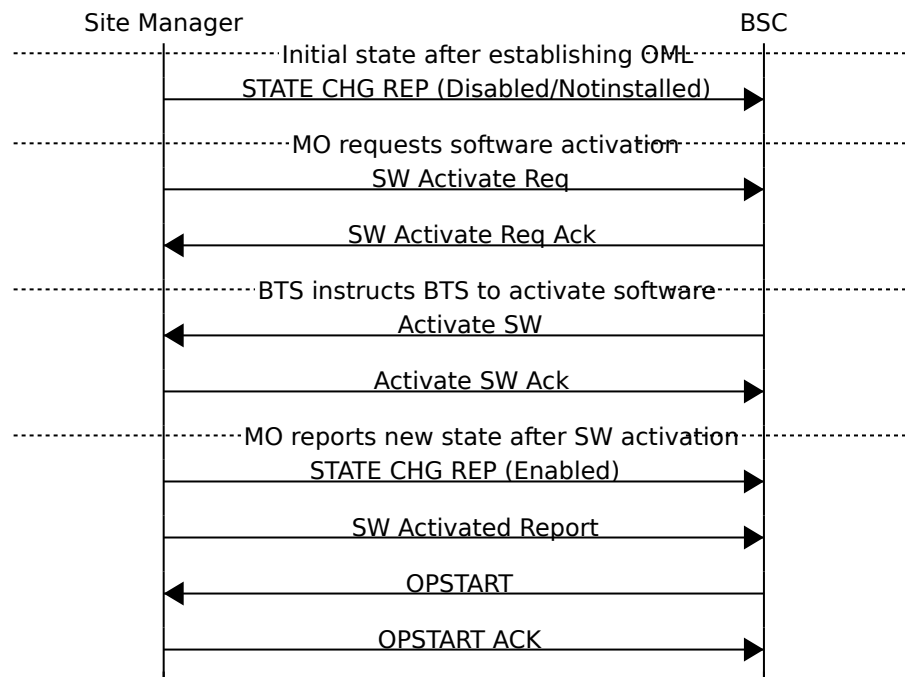 Site Manager
BSC
Initial state after establishing OML
STATE CHG REP (Disabled/Notinstalled)
MO requests software activation
SW Activate Req
SW Activate Req Ack
BTS instructs BTS to activate software
Activate SW
Activate SW Ack
MO reports new state after SW activation
STATE CHG REP (Enabled)
SW Activated Report
OPSTART
OPSTART ACK